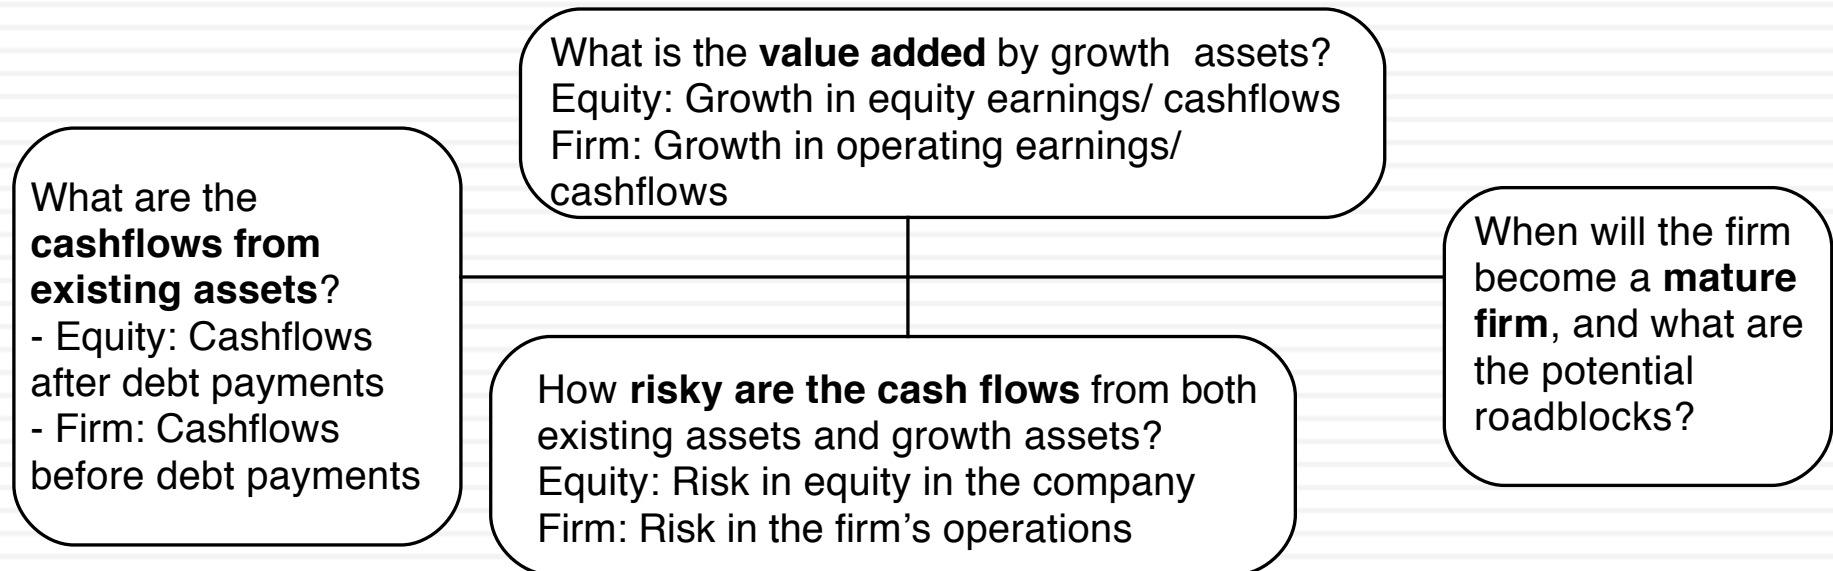 What is the value added by growth assets?
Equity: Growth in equity earnings/ cashflows
Firm: Growth in operating earnings/
cashflows
What are the
cashflows from
existing assets?
- Equity: Cashflows
after debt payments
- Firm: Cashflows
before debt payments
How risky are the cash flows from both
existing assets and growth assets?
Equity: Risk in equity in the company
Firm: Risk in the firm’s operations
When will the firm
become a mature
firm, and what are
the potential
roadblocks?